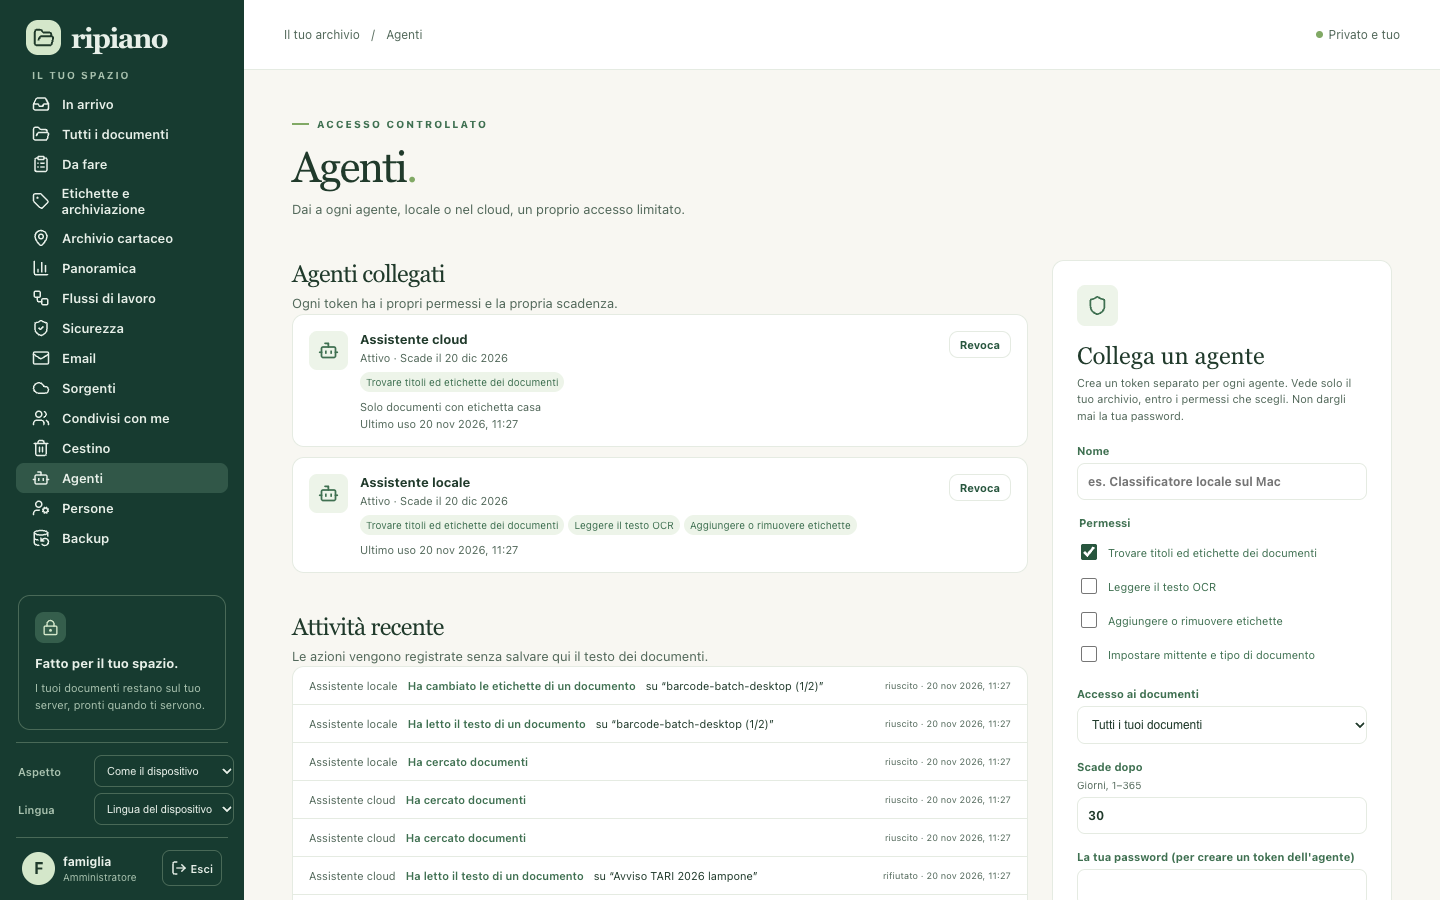 ripiano
IL TUO SPAZIO
In arrivo
Tutti i documenti
Da fare
Etichette e
archiviazione
Archivio cartaceo
Panoramica
Flussi di lavoro
Sicurezza
Email
Sorgenti
Condivisi con me
Cestino
Agenti
Persone
Backup
Fatto per il tuo spazio.
I tuoi documenti restano sul tuo
server, pronti quando ti servono.
Aspetto Come il dispositivo
Lingua Lingua del dispositivo
F famiglia
Amministratore
Esci
Il tuo archivio / Agenti
Privato e tuo
ACCESSO CONTROLLATO
Agenti.
Dai a ogni agente, locale o nel cloud, un proprio accesso limitato.
Agenti collegati
Ogni token ha i propri permessi e la propria scadenza.
Assistente cloud
Attivo · Scade il 20 dic 2026
Trovare titoli ed etichette dei documenti
Solo documenti con etichetta casa
Ultimo uso 20 nov 2026, 11:27
Revoca
Assistente locale
Attivo · Scade il 20 dic 2026
Trovare titoli ed etichette dei documenti Leggere il testo OCR Aggiungere o rimuovere etichette
Ultimo uso 20 nov 2026, 11:27
Revoca
Attività recente
Le azioni vengono registrate senza salvare qui il testo dei documenti.
Assistente locale Ha cambiato le etichette di un documento su “barcode-batch-desktop (1/2)” riuscito · 20 nov 2026, 11:27
Assistente locale Ha letto il testo di un documento su “barcode-batch-desktop (1/2)” riuscito · 20 nov 2026, 11:27
Assistente locale Ha cercato documenti riuscito · 20 nov 2026, 11:27
Assistente cloud Ha cercato documenti riuscito · 20 nov 2026, 11:27
Assistente cloud Ha cercato documenti riuscito · 20 nov 2026, 11:27
Assistente cloud Ha letto il testo di un documento su “Avviso TARI 2026 lampone” rifiutato · 20 nov 2026, 11:27
Collega un agente
Crea un token separato per ogni agente. Vede solo il
tuo archivio, entro i permessi che scegli. Non dargli
mai la tua password.
Nome
es. Classificatore locale sul Mac
Permessi
Trovare titoli ed etichette dei documenti
Leggere il testo OCR
Aggiungere o rimuovere etichette
Impostare mittente e tipo di documento
Accesso ai documenti
Tutti i tuoi documenti
Scade dopo
Giorni, 1–365
30
La tua password (per creare un token dell'agente)